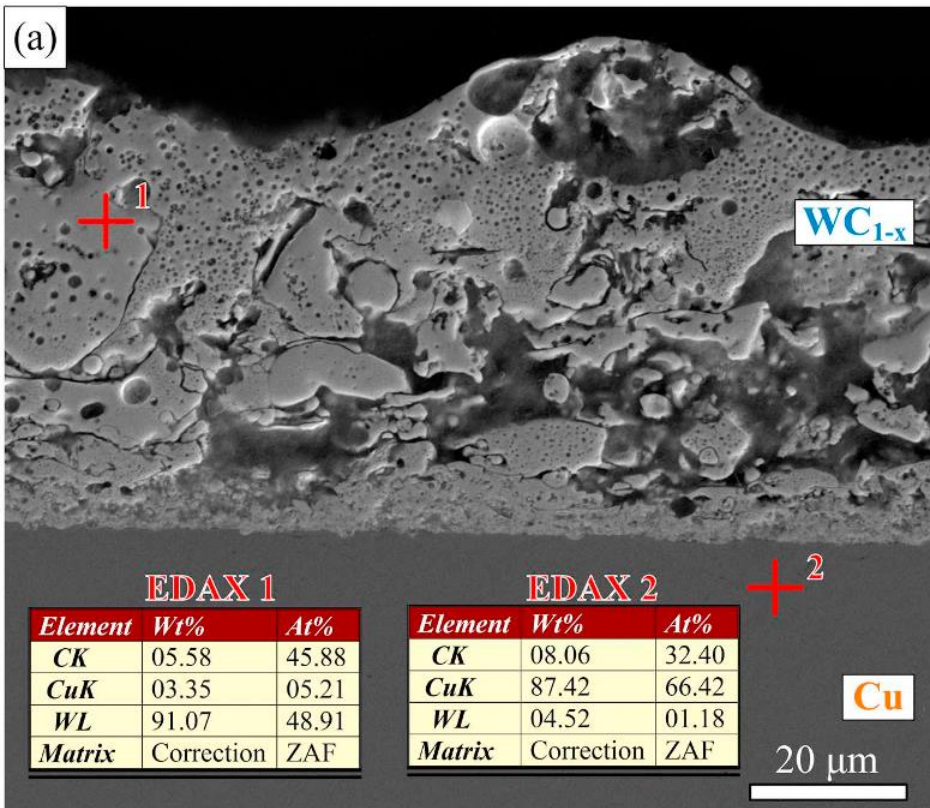 (a)
1
WC1-x
2
EDAX 1
Element Wt% At%
CK 05.58 45.88
CuK 03.35 05.21
WL 91.07 48.91
Matrix Correction ZAF
EDAX 2
Element Wt% At%
CK 08.06 32.40
CuK 87.42 66.42
WL 04.52 01.18
Matrix Correction ZAF
Cu
20 μm